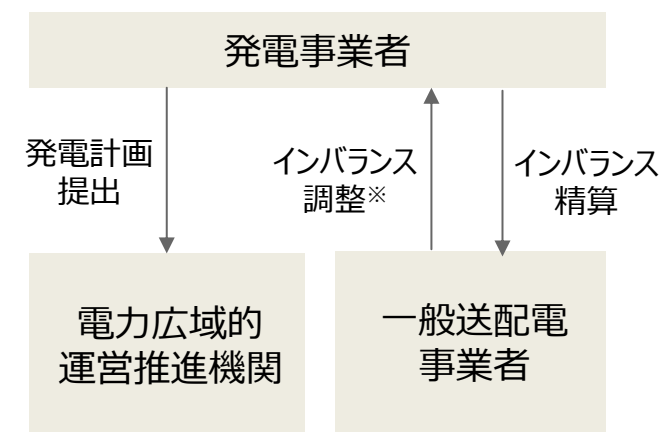 発電事業者
発電計画
提出
インバランス
調整※
インバランス
精算
電力広域的
運営推進機関
一般送配電
事業者